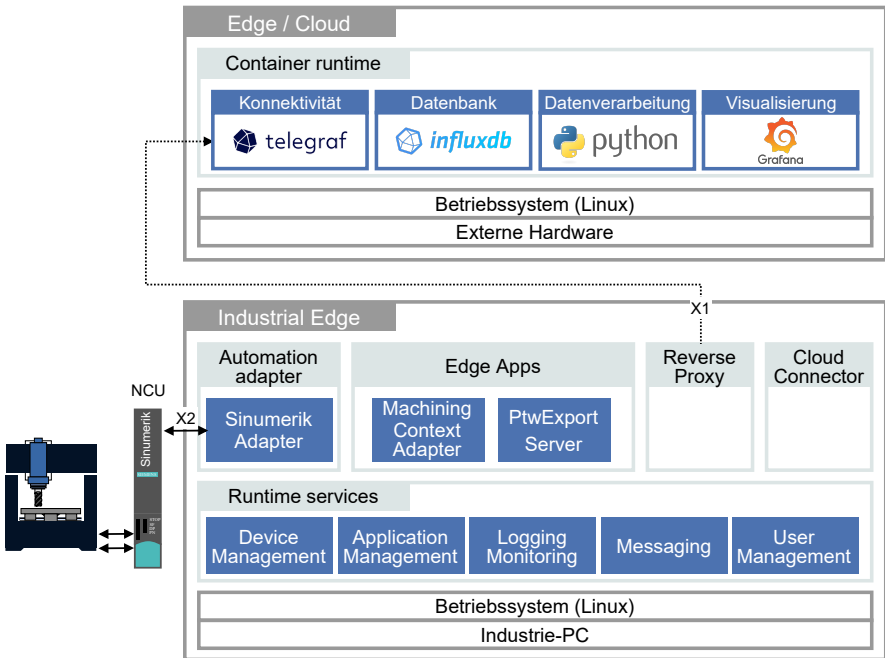 Edge / Cloud
Container runtime
Konnektivität
Datenbank
Datenverarbeitung
Visualisierung
telegraf
influxdb
python
Grafana
Betriebssystem (Linux)
Externe Hardware
X1
Industrial Edge
Automation
adapter
Sinumerik
Adapter
Edge Apps
Machining
Context
Adapter
PtwExport
Server
Reverse
Proxy
Cloud
Connector
NCU
X2
Sinumerik
Runtime services
Device
Management
Application
Management
Logging
Monitoring
Messaging
User
Management
Betriebssystem (Linux)
Industrie-PC